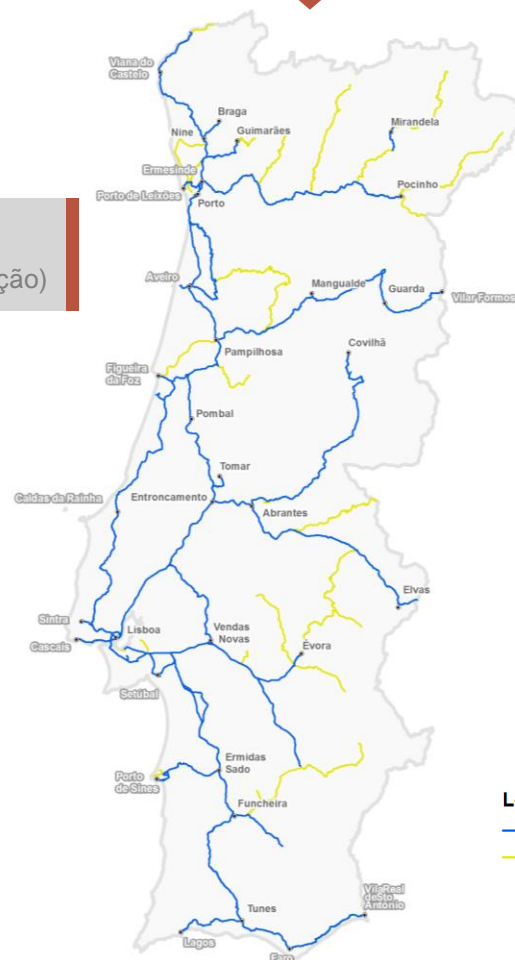 Viana do
Castelo
Braga
Nine
Guimarães
Mirandela
Ermesinde
Porto de Leixões
Porto
Pocinho
ção)
Aveiro
Mangualde
Guarda
Vilar Formos
Pampilhosa
Covilhã
Figueira
da Foz
Pombal
Tomar
Caldas da Rainha
Entroncamento
Abrantes
Elvas
Sintra
Lisboa
Cascais
Vendas
Novas
Évora
Setúbal
Ermidas
Sado
Porto
de Sines
Funcheira
L
Vila Real
de Sto
António
Tunes
Lagos
Faro